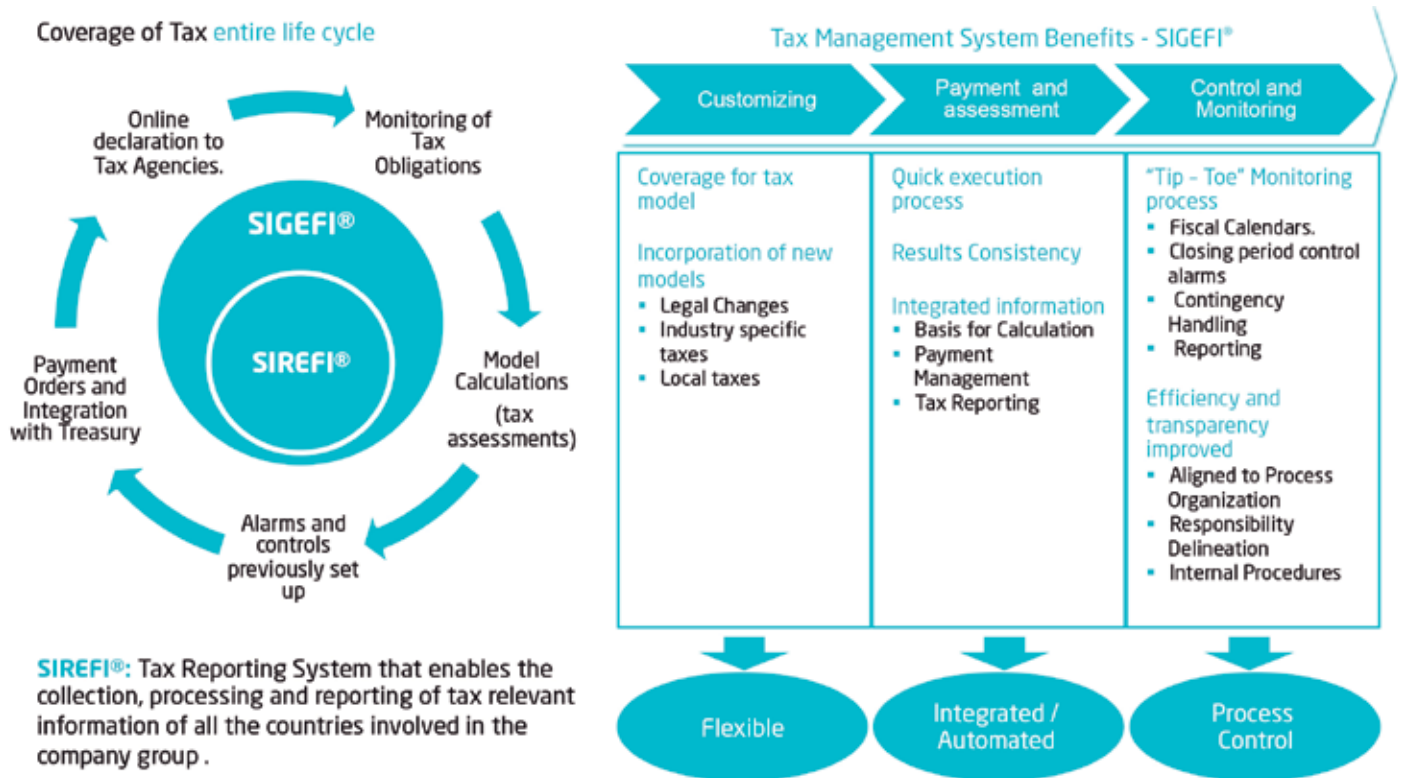 Coverage of Tax entire life cycle
Online
declaration to
Tax Agencies.
Monitoring of
Tax
Obligations
Model
Calculations
(tax
assessments)
Alarms and
controls
previously set
up
Payment
Orders and
Integration
with Treasury
SIGEFI®
SIREFI®
SIREFI®: Tax Reporting System that enables the
collection, processing and reporting of tax relevant
information of all the countries involved in the
company group .
Tax Management System Benefits - SIGEFI®
Customizing
Coverage for tax
model
Incorporation of new
models
▪ Legal Changes
▪ Industry specific
taxes
▪ Local taxes
Flexible
Payment and
assessment
Quick execution
process
Results Consistency
Integrated information
▪ Basis for Calculation
▪ Payment
Management
▪ Tax Reporting
Integrated /
Automated
Control and
Monitoring
"Tip – Toe" Monitoring
process
▪ Fiscal Calendars.
▪ Closing period control
alarms
▪ Contingency
Handling
▪ Reporting
Efficiency and
transparency
improved
▪ Aligned to Process
Organization
▪ Responsibility
Delineation
▪ Internal Procedures
Process
Control